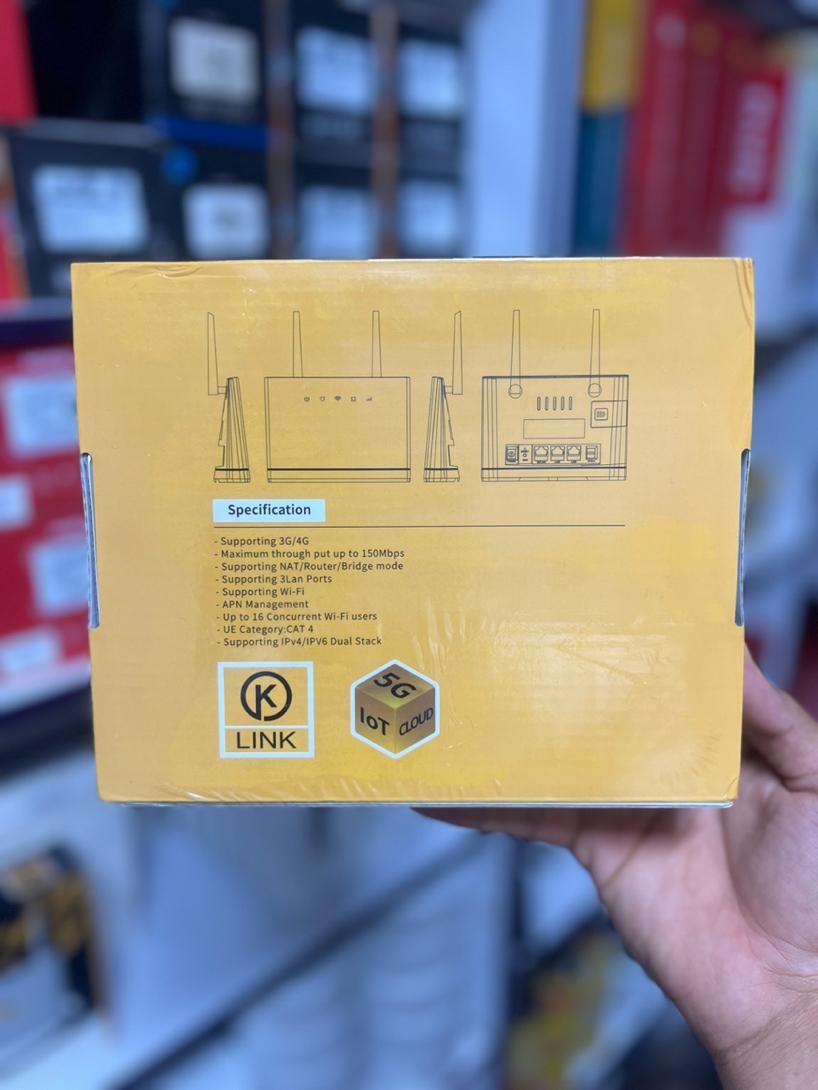 Specification
- Supporting 3G/4G
- Maximum through put up to 150Mbps
- Supporting NAT/Router/Bridge mode
- Supporting 3Lan Ports
- Supporting Wi-Fi
- APN Management
- Up to 16 Concurrent Wi-Fi users
- UE Category:CAT 4
- Supporting IPv4/IPV6 Dual Stack
K
LINK
5G
IoT
CLOUD